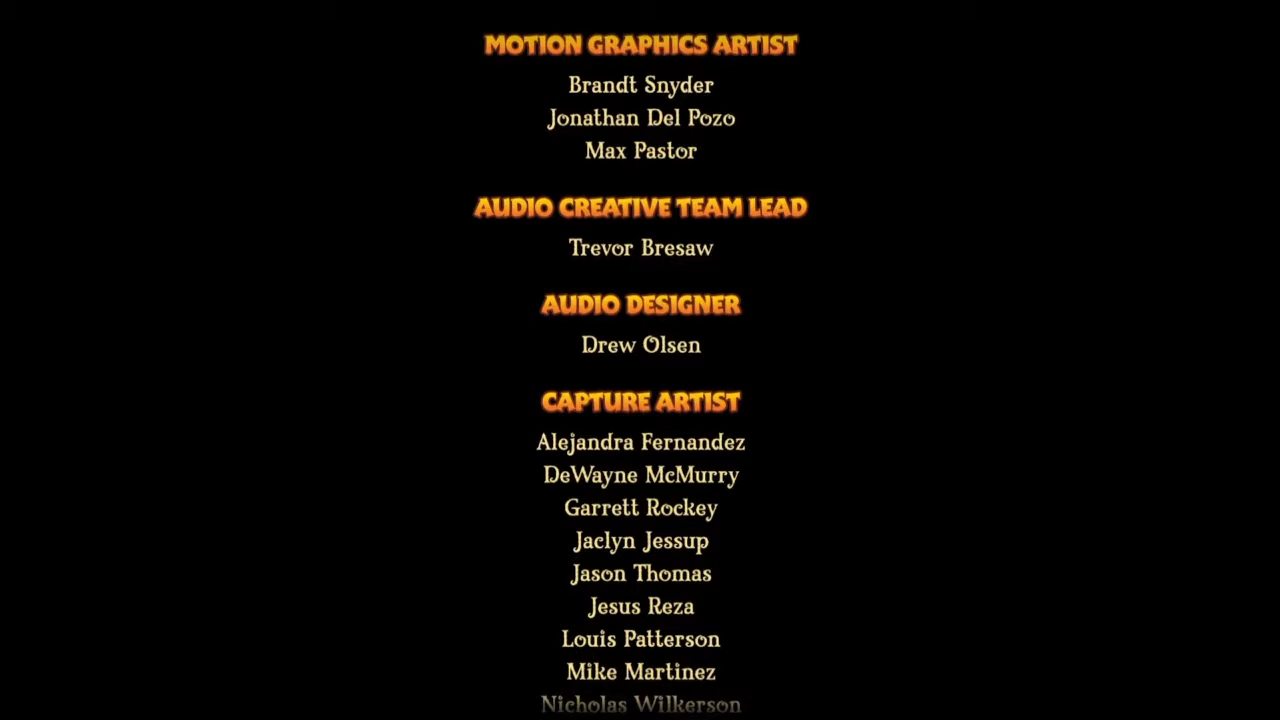 MOTION GRAPHICS ARTIST
Brandt Snyder
Jonathan Del Pozo
Max Pastor
AUDIO CREATIVE TEAM LEAD
Trevor Bresaw
AUDIO DESIGNER
Drew Olsen
CAPTURE ARTIST
Alejandra Fernandez
DeWayne McMurry
Garrett Rockey
Jaclyn Jessup
Jason Thomas
Jesus Reza
Louis Patterson
Mike Martinez
Nicholas Wilkerson